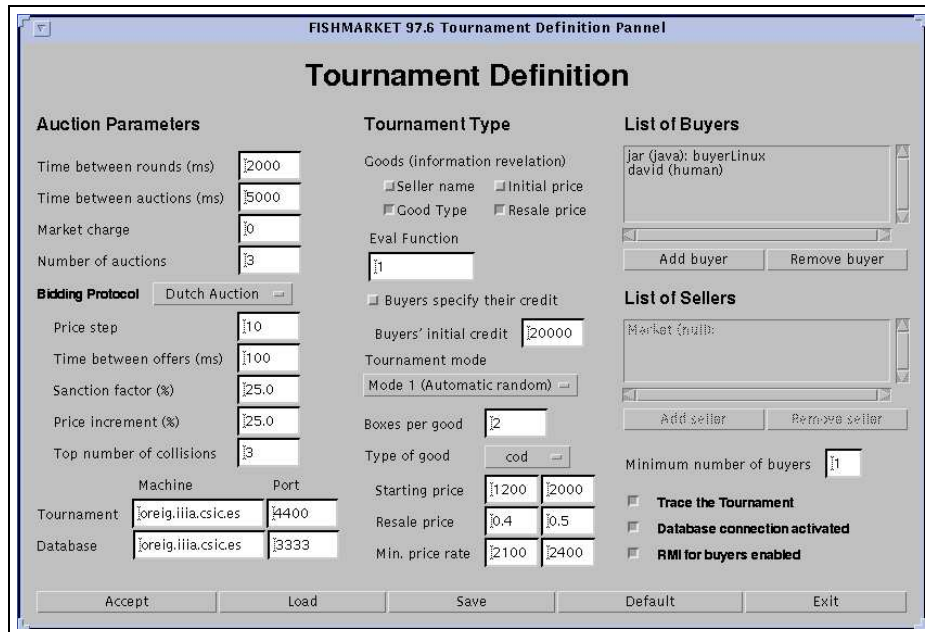 FISHMARKET 97.6 Tournament Definition Pannel
Tournament Definition
Auction Parameters
Time between rounds (ms) 2000
Time between auctions (ms) 5000
Market charge 0
Number of auctions 3
Bidding Protocol Dutch Auction
Price step 10
Time between offers (ms) 100
Sanction factor (%) 25.0
Price increment (%) 25.0
Top number of collisions 3
Machine Port
Tournament oreig.iiia.csic.es 4400
Database oreig.iiia.csic.es 3333
Tournament Type
Goods (information revelation)
Seller name Initial price
Good Type Resale price
Eval Function
1
Buyers specify their credit
Buyers' initial credit 20000
Tournament mode
Mode 1 (Automatic random)
Boxes per good 2
Type of good cod
Starting price 1200 2000
Resale price 0.4 0.5
Min. price rate 2100 2400
List of Buyers
jar (java): buyerLinux
david (human)
Add buyer Remove buyer
List of Sellers
Market (null):
Add seller Remove seller
Minimum number of buyers 1
Trace the Tournament
Database connection activated
RMI for buyers enabled
Accept Load Save Default Exit